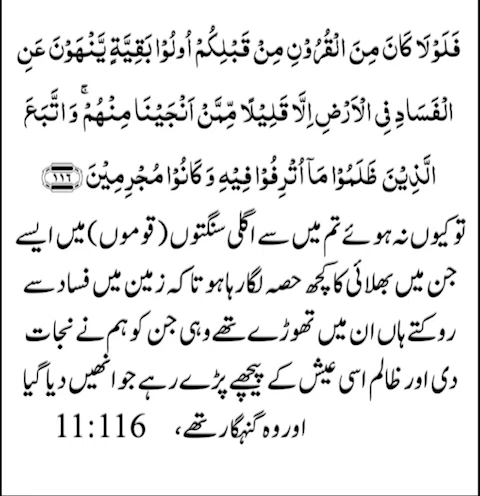 فَلَوْلَا كَانَ مِنَ الْقُرُوْنِ مِنْ قَبْلِكُمْ اُولُوْا بَقِيَّةٍ يَّنْهَوْنَ عَنِ
الْفَسَادِ فِي الْاَرْضِ اِلَّا قَلِيْلًا مِّمَّنْ اَنْجَيْنَا مِنْهُمْ ۚ وَاتَّبَعَ
الَّذِيْنَ ظَلَمُوْا مَاۤ اُتْرِفُوْا فِيْهِ وَكَانُوْا مُجْرِمِيْنَ ﴿۱۱۶﴾
تو کیوں نہ ہوئے تم میں سے اگلی سنگتوں (قوموں) میں ایسے
جن میں بھلائی کا کچھ حصہ لگا رہا ہوتا کہ زمین میں فساد سے
روکتے ہاں ان میں تھوڑے تھے وہی جن کو ہم نے نجات
دی اور ظالم اسی عیش کے پیچھے پڑے رہے جو انھیں دیا گیا
اور وہ گنہگار تھے، 11:116